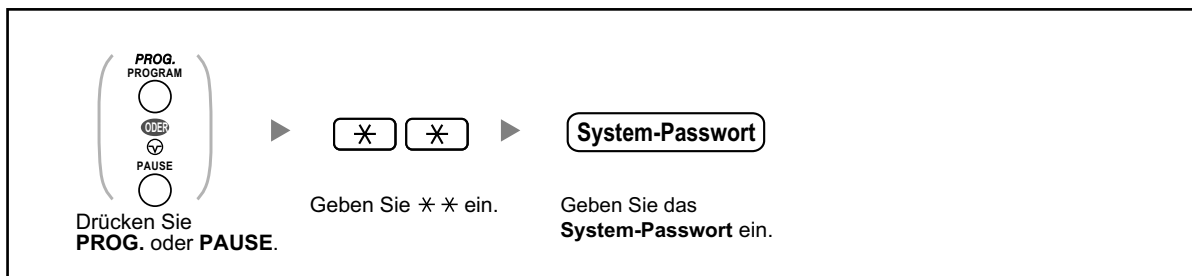 PROG.
PROGRAM
ODER
PAUSE
Drücken Sie
PROG. oder PAUSE.
✳ ✳
Geben Sie ✳ ✳ ein.
System-Passwort
Geben Sie das
System-Passwort ein.